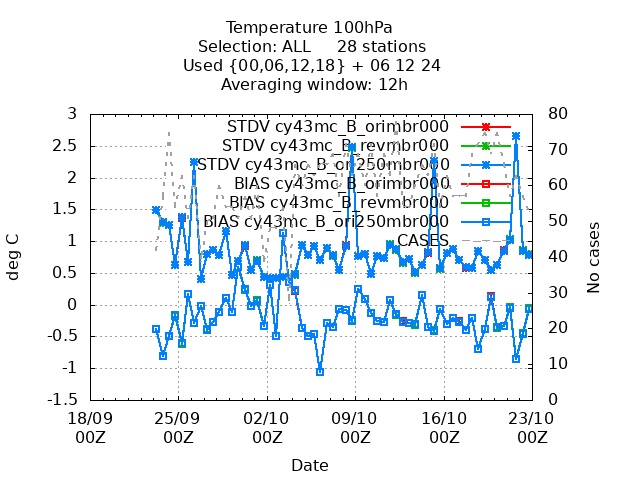 Temperature 100hPa
Selection: ALL 28 stations
Used {00,06,12,18} + 06 12 24
Averaging window: 12h
3
2.5
2
1.5
1
0.5
0
-0.5
-1
-1.5
80
70
60
50
40
30
20
10
0
STDV cy43mc_B_orimbr000
STDV cy43mc_B_revmbr000
STDV cy43mc_B_ori250mbr000
BIAS cy43mc_B_orimbr000
BIAS cy43mc_B_revmbr000
BIAS cy43mc_B_ori250mbr000
CASES
deg C
No cases
18/09 25/09 02/10 09/10 16/10 23/10
00Z 00Z 00Z 00Z 00Z 00Z
Date